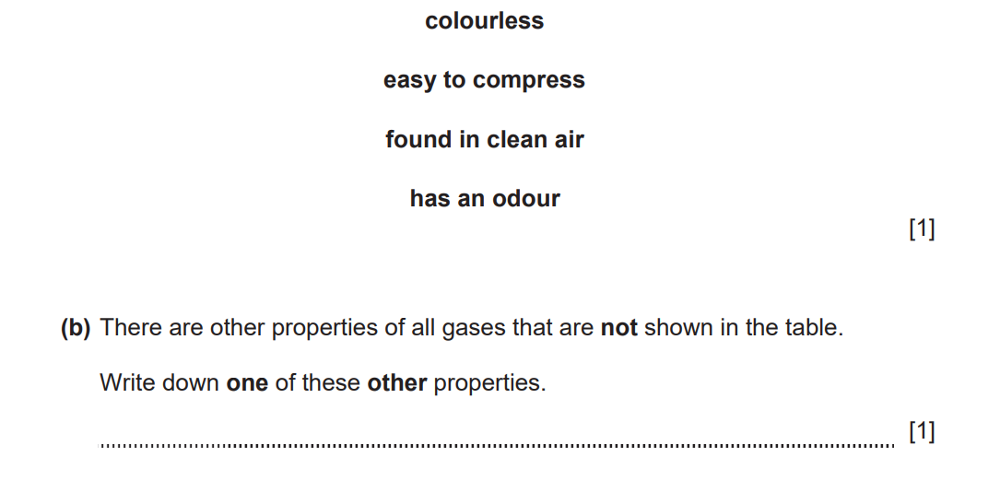 colourless
easy to compress
found in clean air
has an odour
[1]
(b) There are other properties of all gases that are not shown in the table.
Write down one of these other properties.
[1]